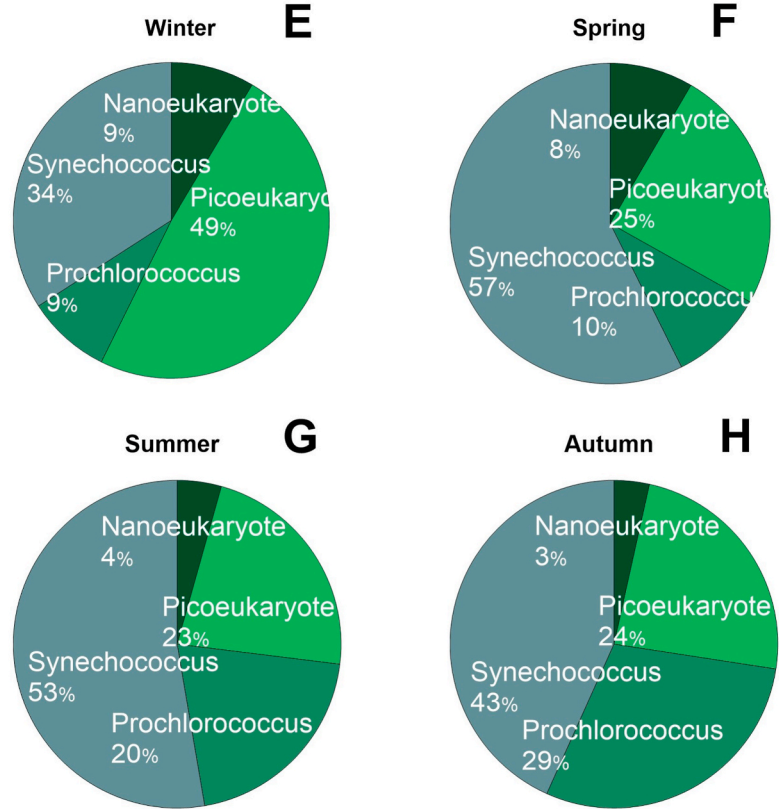 Winter E
Nanoeukaryote
9%
Synechococcus
34%
Picoeukaryo
49%
Prochlorococcus
9%
Spring F
Nanoeukaryote
8%
Picoeukaryote
25%
Synechococcus
57%
Prochlorococcu
10%
Summer G
Nanoeukaryote
4%
Picoeukaryote
23%
Synechococcus
53%
Prochlorococcus
20%
Autumn H
Nanoeukaryote
3%
Picoeukaryote
24%
Synechococcus
43%
Prochlorococcus
29%